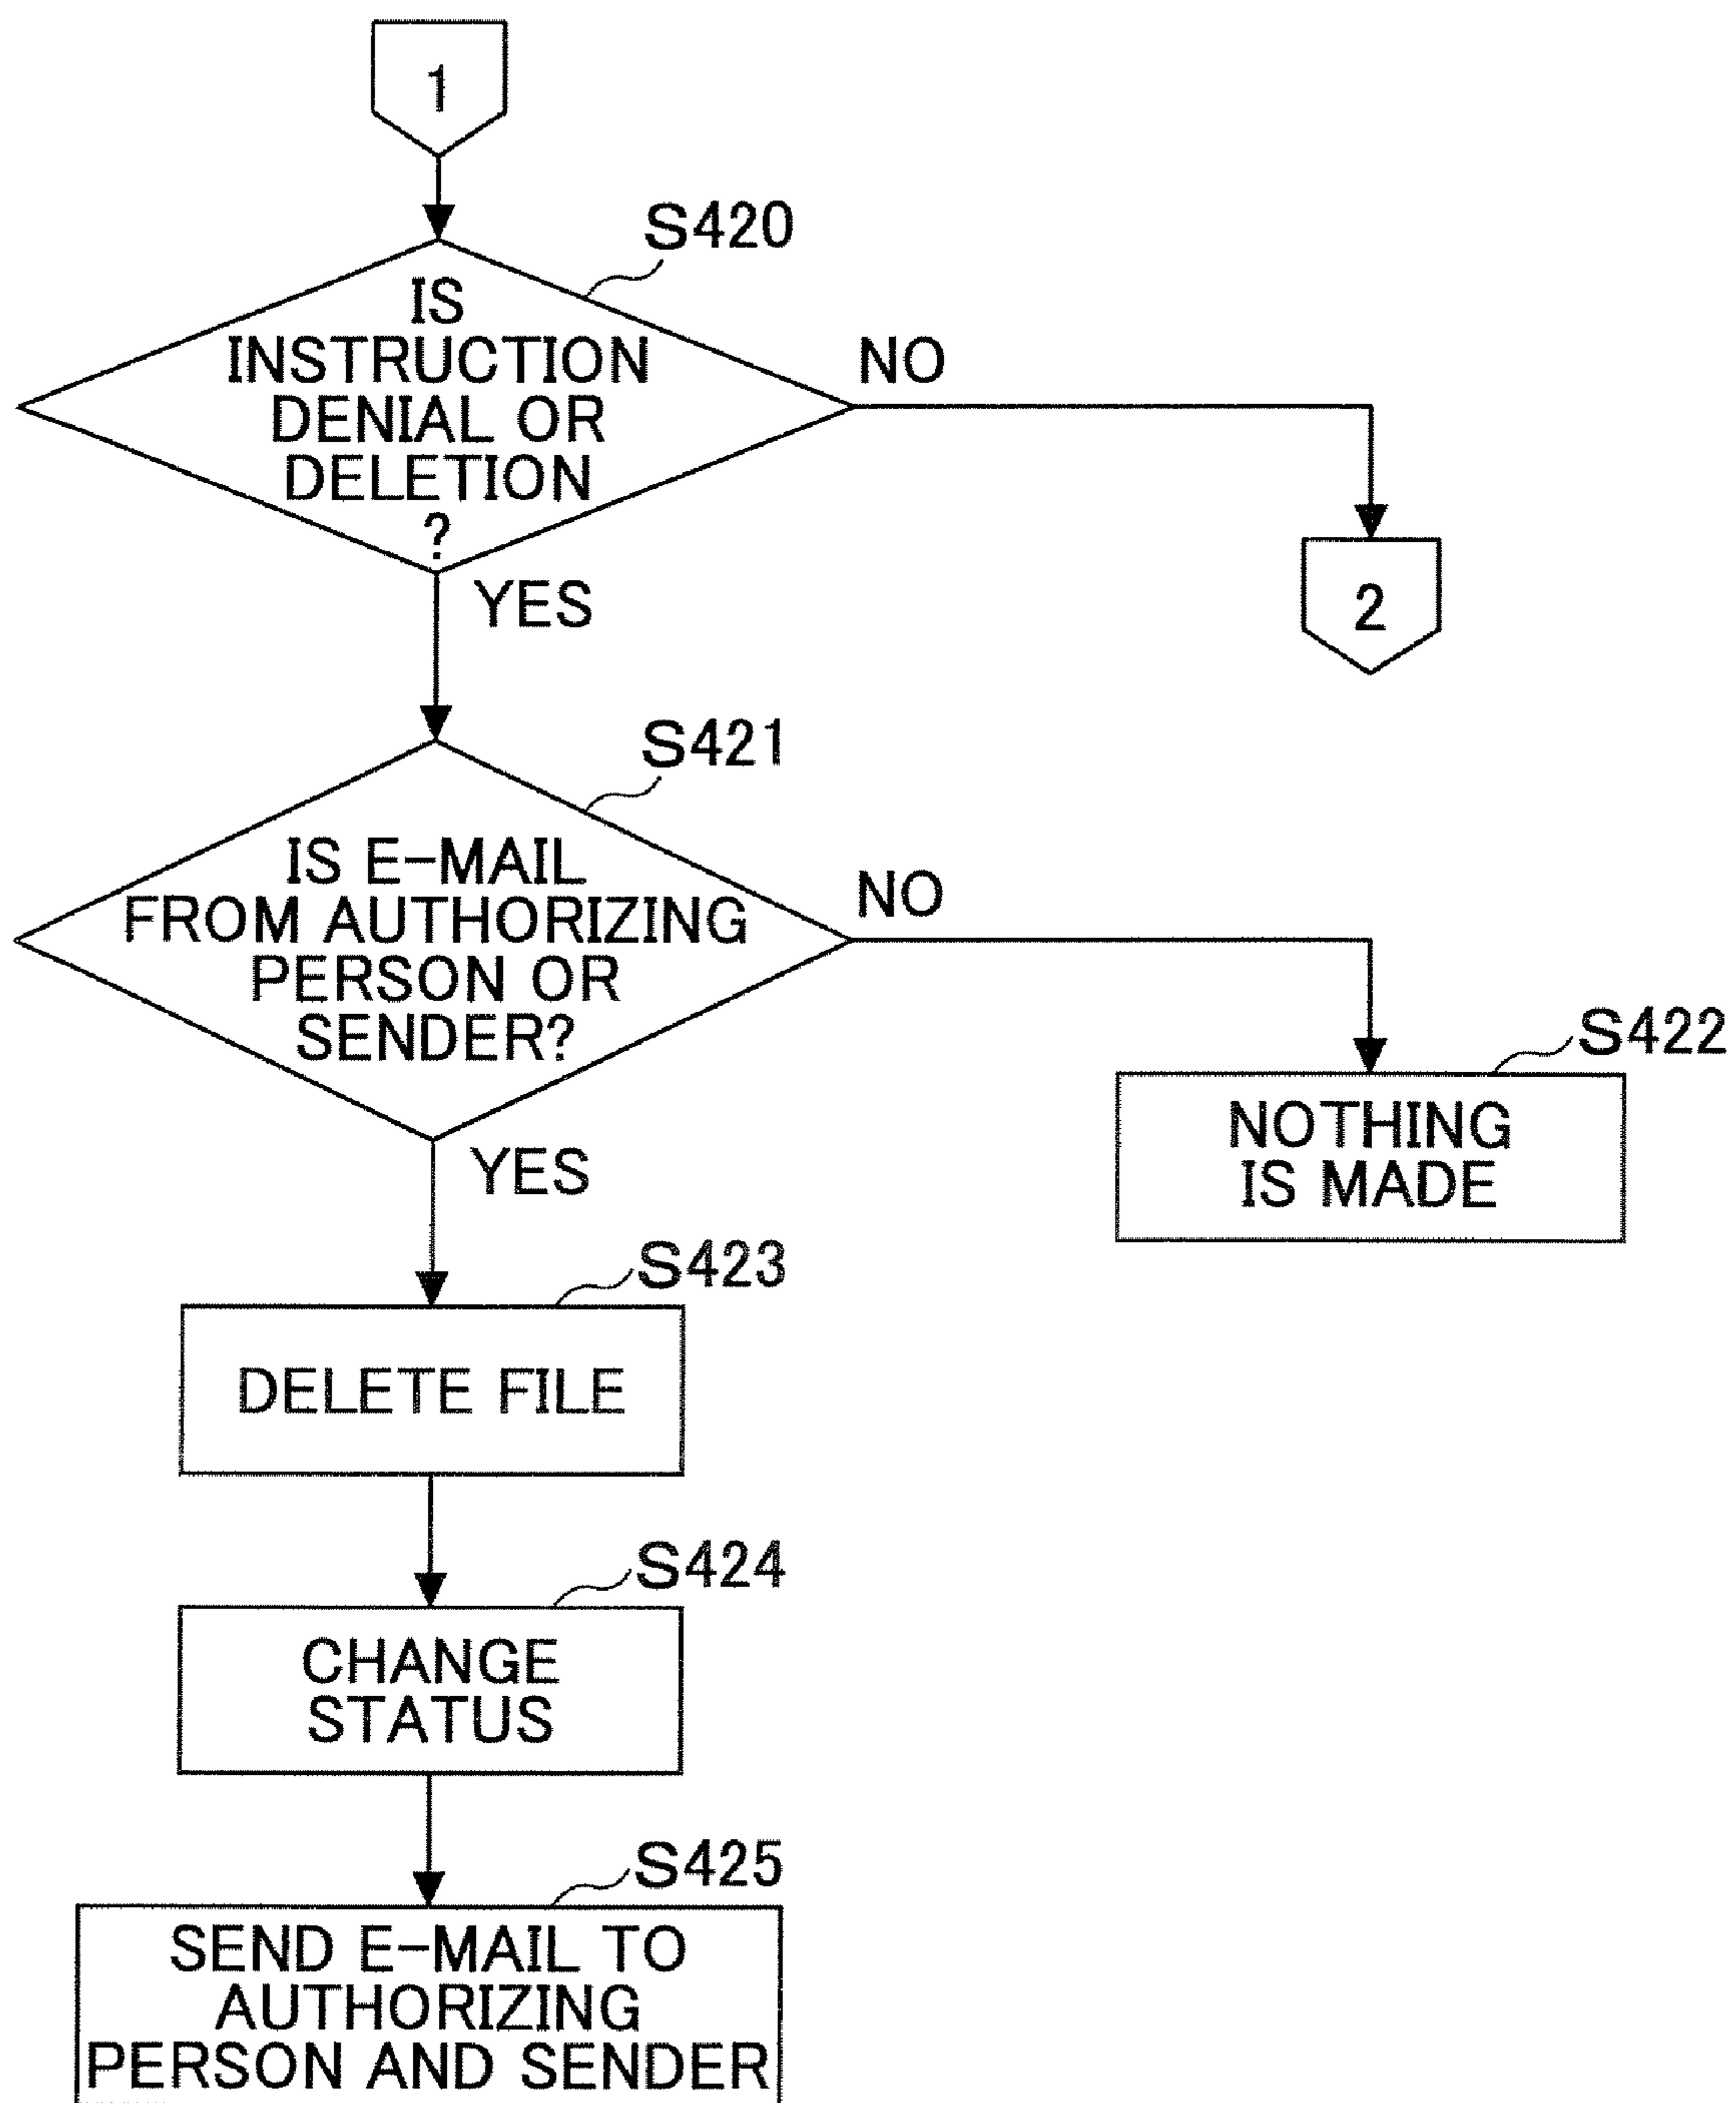 1
S420
IS
INSTRUCTION
DENIAL OR
DELETION
?
NO
YES
2
S421
IS E-MAIL
FROM AUTHORIZING
PERSON OR
SENDER?
NO
YES
S422
NOTHING
IS MADE
S423
DELETE FILE
S424
CHANGE
STATUS
S425
SEND E-MAIL TO
AUTHORIZING
PERSON AND SENDER